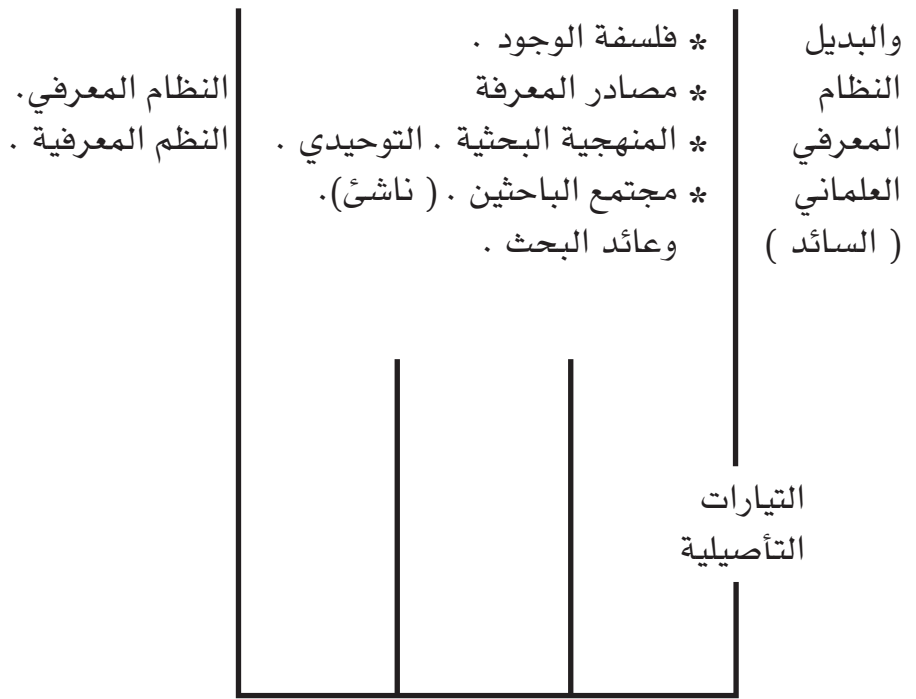 والبديل
النظام
المعرفي
العلماني
( السائد )
* فلسفة الوجود .
* مصادر المعرفة
* المنهجية البحثية . التوحيدي .
* مجتمع الباحثين . ( ناشئ).
وعائد البحث .
النظام المعرفي.
النظم المعرفية .
التيارات
التأصيلية